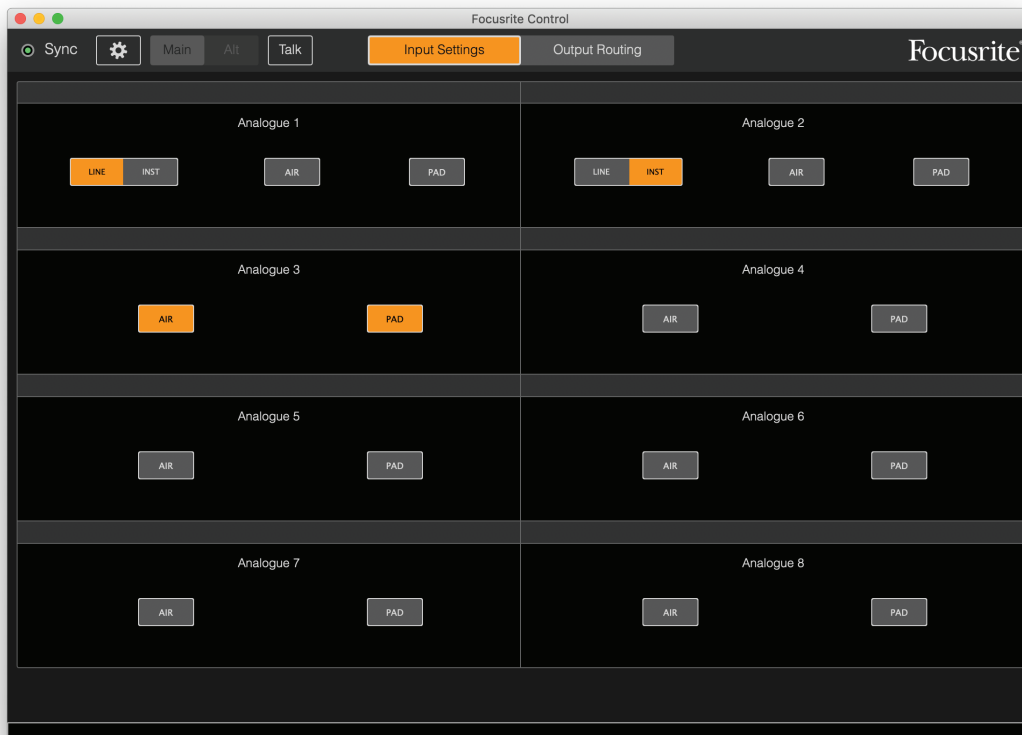 Focusrite Control
Sync Main Alt Talk Input Settings Output Routing Focusrite®
Analogue 1 Analogue 2
LINE INST AIR PAD LINE INST AIR PAD
Analogue 3 Analogue 4
AIR PAD AIR PAD
Analogue 5 Analogue 6
AIR PAD AIR PAD
Analogue 7 Analogue 8
AIR PAD AIR PAD